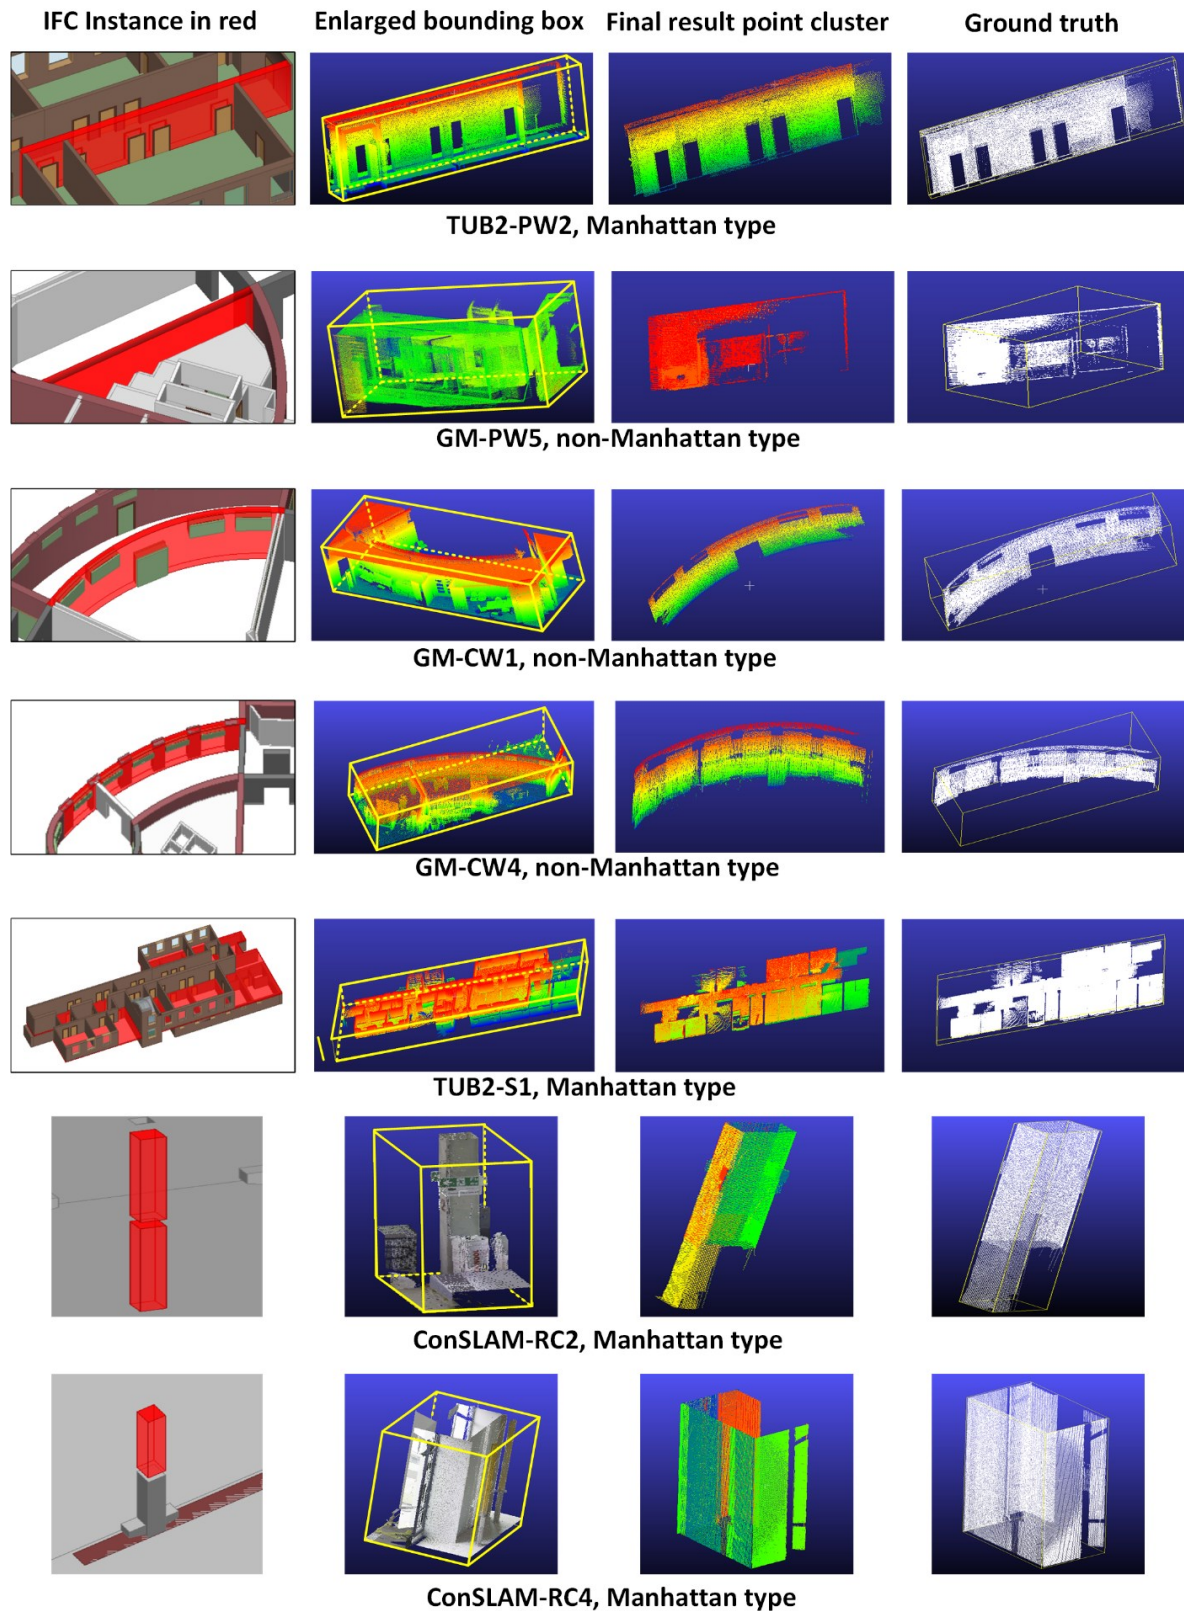 IFC Instance in red Enlarged bounding box Final result point cluster Ground truth
TUB2-PW2, Manhattan type
GM-PW5, non-Manhattan type
GM-CW1, non-Manhattan type
GM-CW4, non-Manhattan type
TUB2-S1, Manhattan type
ConSLAM-RC2, Manhattan type
ConSLAM-RC4, Manhattan type